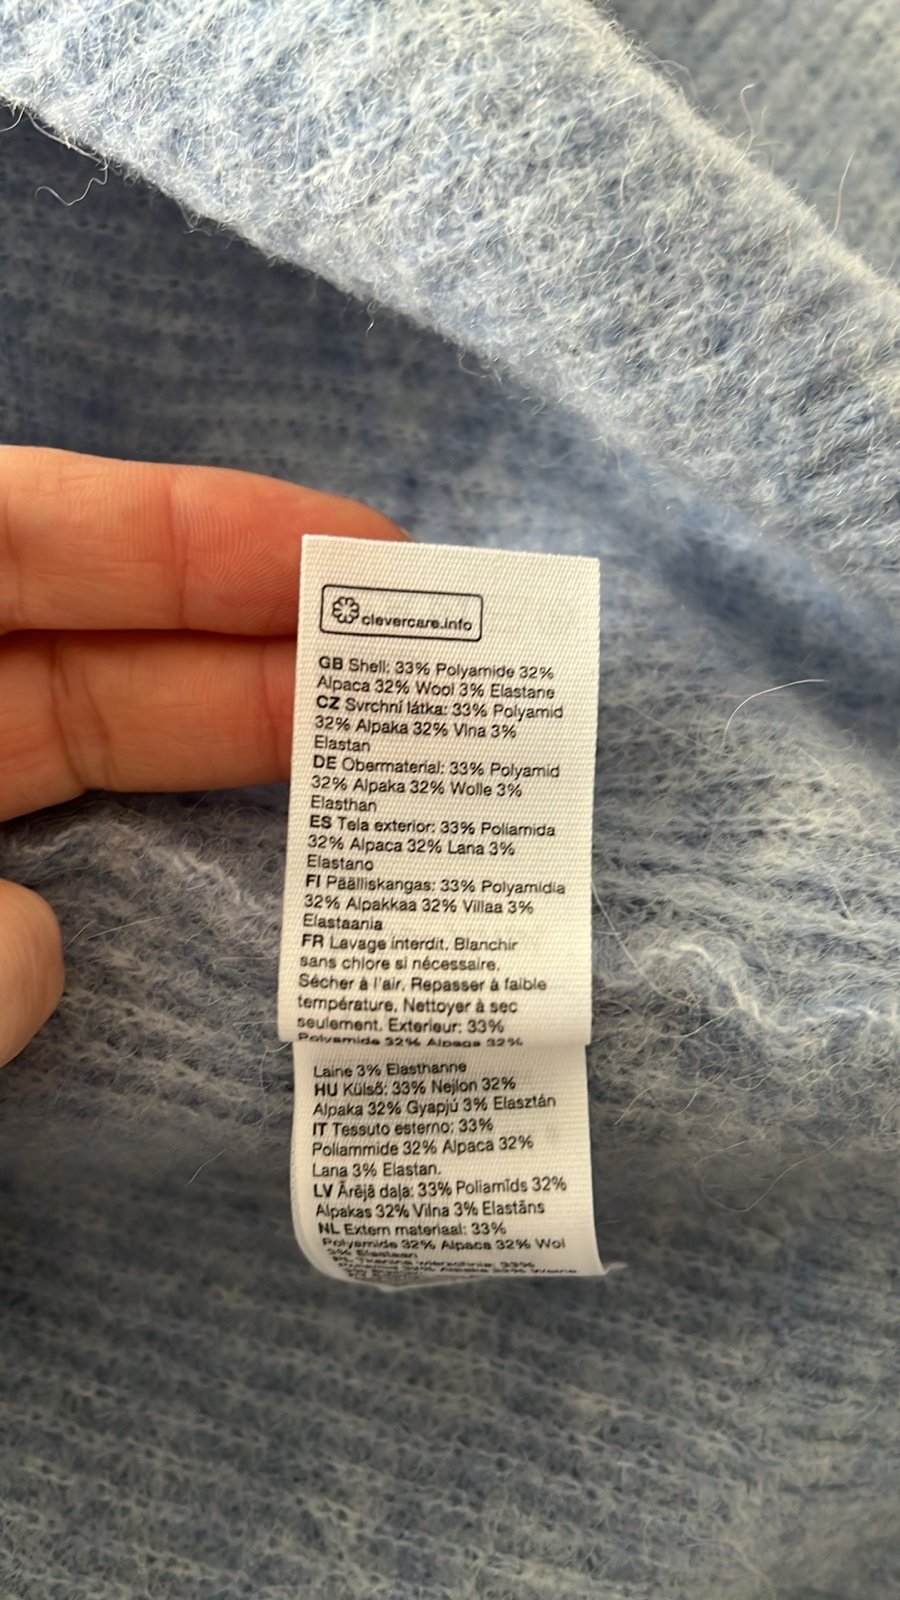 clevercare.info
GB Shell: 33% Polyamide 32%
Alpaca 32% Wool 3% Elastane
CZ Svrchní látka: 33% Polyamid
32% Alpaka 32% Vlna 3%
Elastan
DE Obermaterial: 33% Polyamid
32% Alpaka 32% Wolle 3%
Elasthan
ES Tela exterior: 33% Poliamida
32% Alpaca 32% Lana 3%
Elastano
FI Päälliskangas: 33% Polyamidia
32% Alpakkaa 32% Villaa 3%
Elastaania
FR Lavage interdit, Blanchir
sans chlore si nécessaire,
Sécher à l'air, Repasser à faible
température, Nettoyer à sec
seulement. Exterieur: 33%
Polyamide 32% Alpaga 32%
Laine 3% Elasthanne
HU Külső: 33% Nejlon 32%
Alpaka 32% Gyapjú 3% Elasztán
IT Tessuto esterno: 33%
Poliammide 32% Alpaca 32%
Lana 3% Elastan.
LV Ārējā daļa: 33% Poliamīds 32%
Alpakas 32% Vilna 3% Elastāns
NL Extern materiaal: 33%
Polyamide 32% Alpaca 32% Wol
3% Elastaan